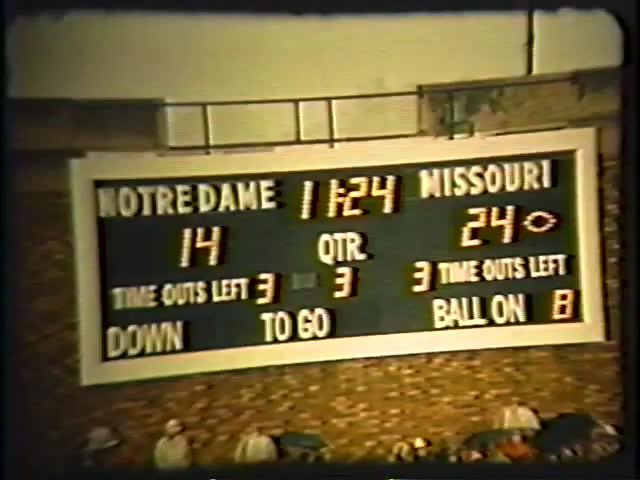 NOTRE DAME 11:24 MISSOURI
14 QTR. 24
TIME OUTS LEFT 3 3 3 TIME OUTS LEFT
DOWN TO GO BALL ON 8